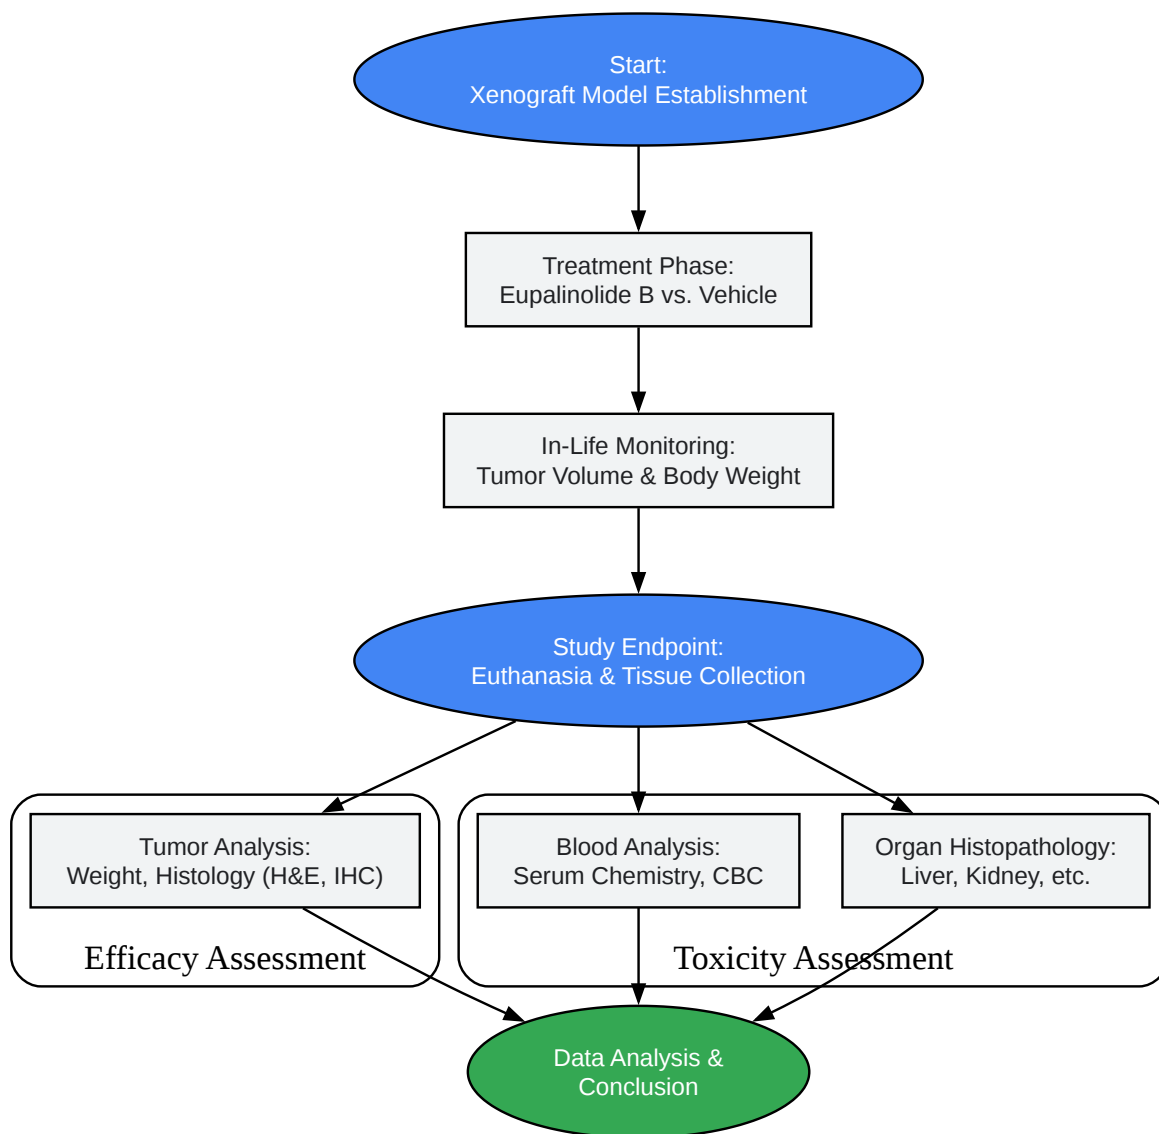 Start:
Xenograft Model Establishment
Treatment Phase:
Eupalinolide B vs. Vehicle
In-Life Monitoring:
Tumor Volume & Body Weight
Study Endpoint:
Euthanasia & Tissue Collection
Tumor Analysis:
Weight, Histology (H&E, IHC)
Efficacy Assessment
Blood Analysis:
Serum Chemistry, CBC
Organ Histopathology:
Liver, Kidney, etc.
Toxicity Assessment
Data Analysis &
Conclusion